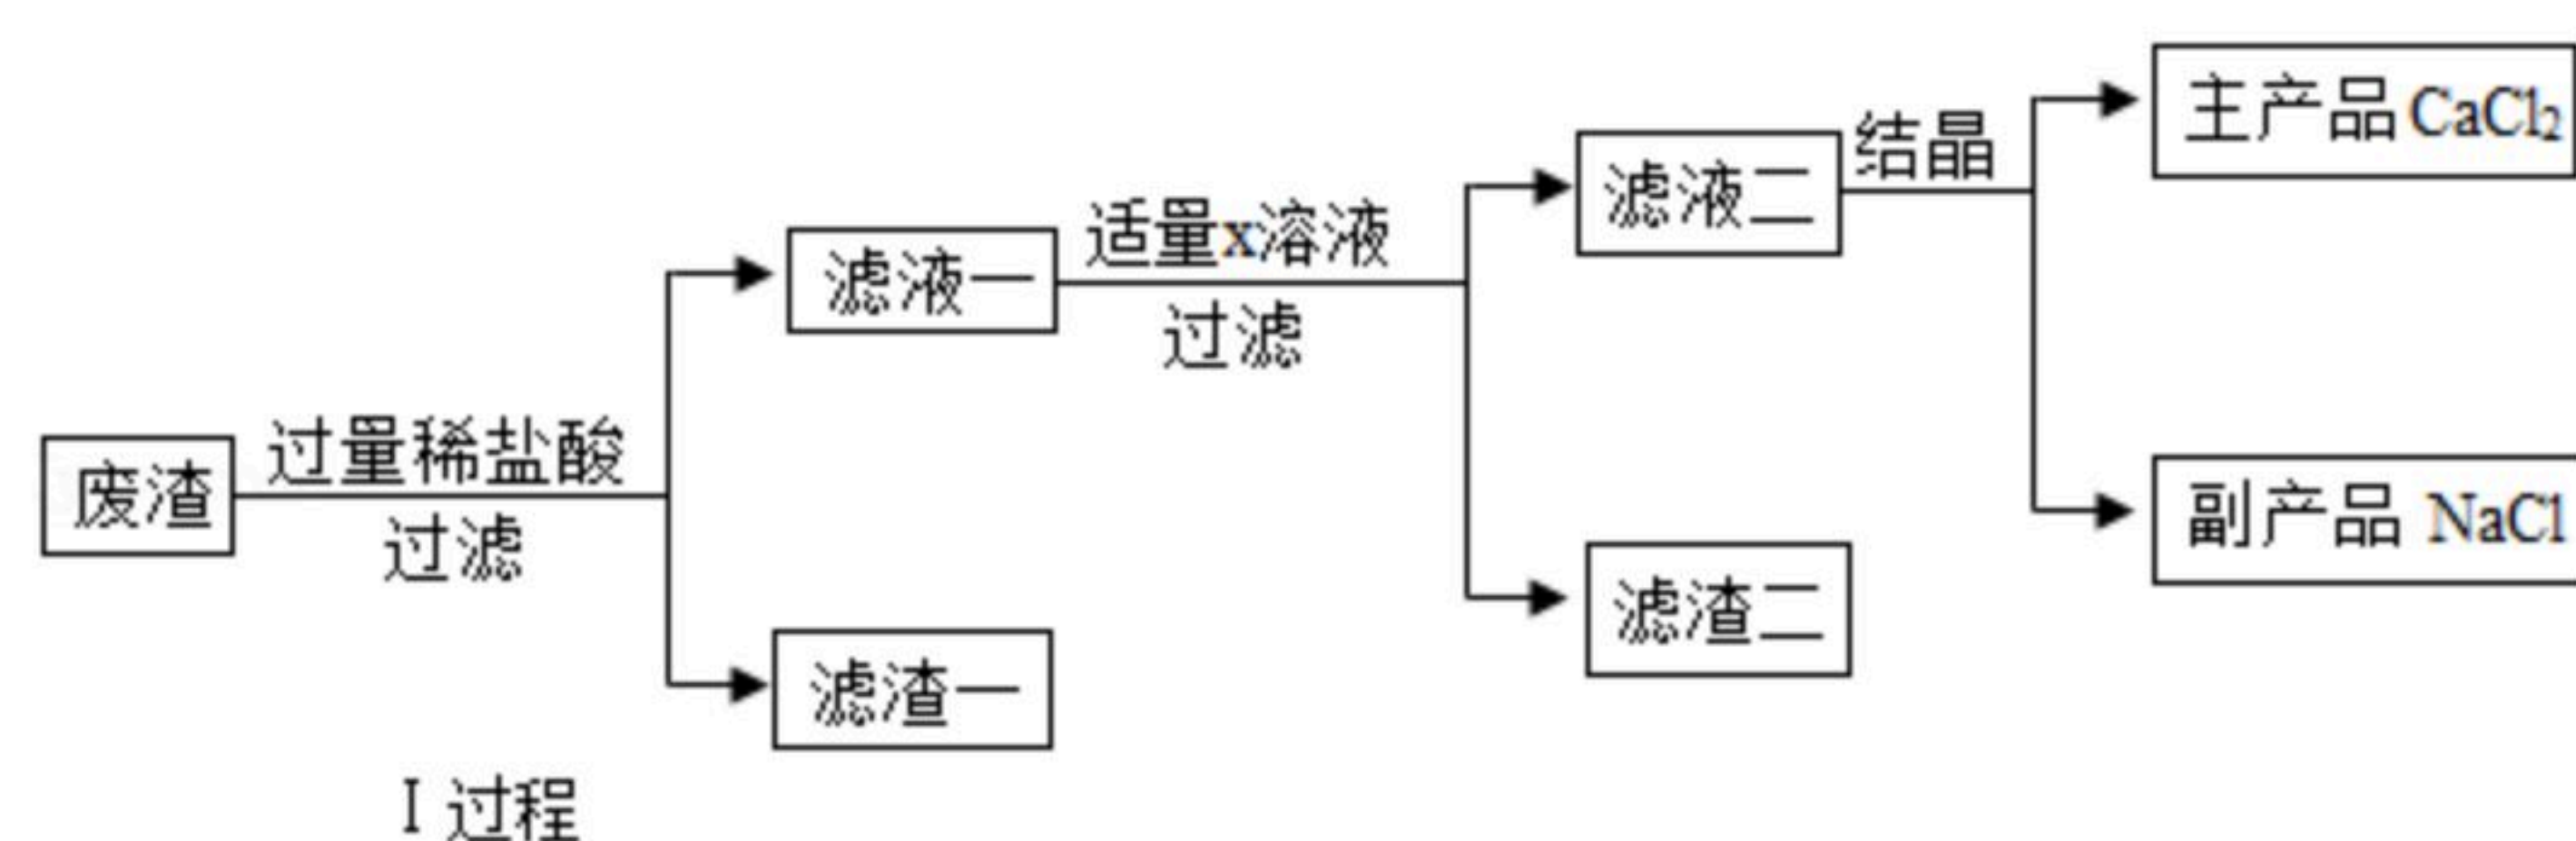 废渣
过量稀盐酸
过滤
滤液一
滤渣一
适量x溶液
过滤
滤液二
滤渣二
结晶
主产品 CaCl₂
副产品 NaCl
I 过程